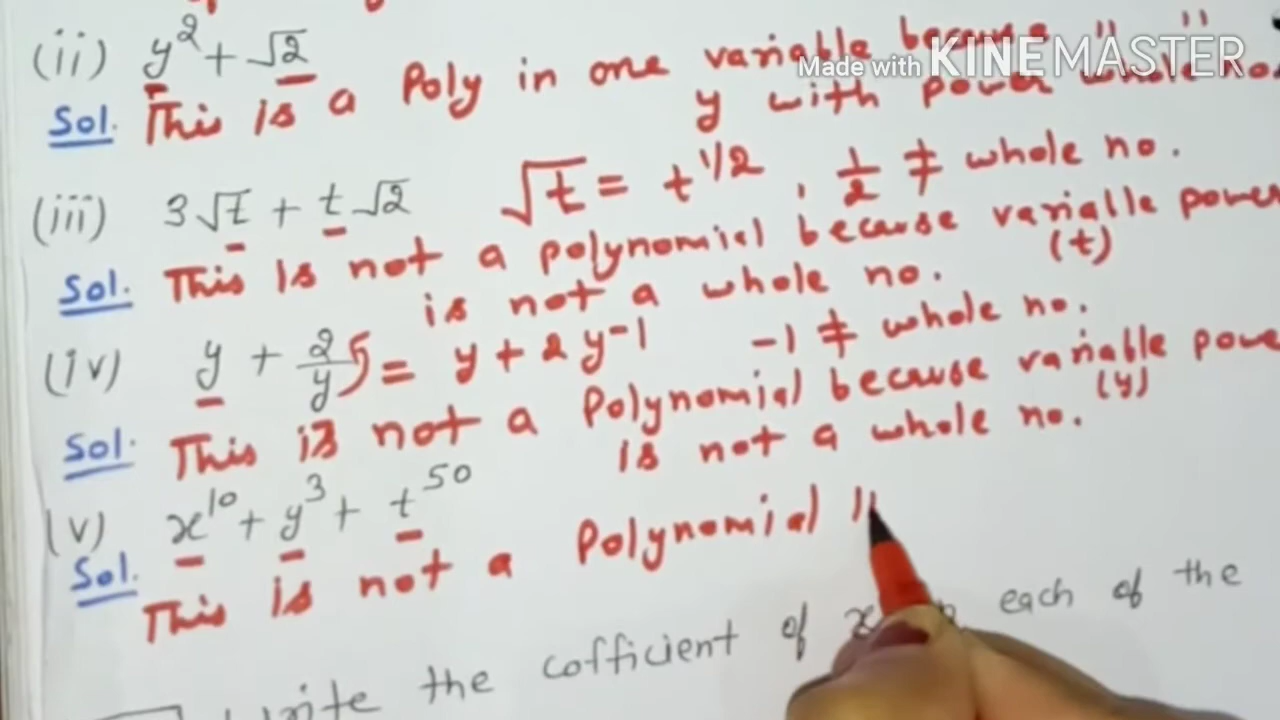 (ii) y² + √2
Sol. This is a Poly in one variable
y with power whole no.
Made with KINEMASTER
(iii) 3√t + t√2 √t = t^1/2, 1/2 ≠ whole no.
Sol. This is not a polynomial because variable power
(t)
is not a whole no.
(iv) y + 2/y = y + 2y⁻¹ -1 ≠ whole no.
Sol. This is not a Polynomial because variable powe
(y)
is not a whole no.
(v) x¹⁰ + y³ + t⁵⁰
Sol. This is not a Polynomial
the cofficient of x each of the